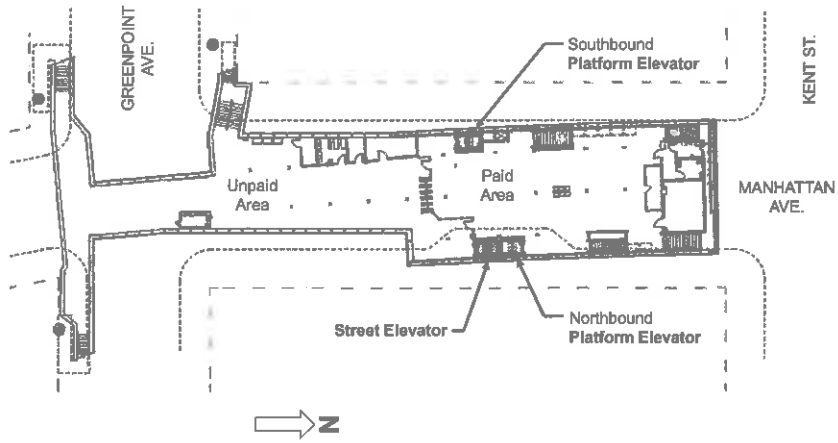 GREENPOINT
AVE.
Southbound
Platform Elevator
KENT ST.
Unpaid
Area
Paid
Area
MANHATTAN
AVE.
Street Elevator
Northbound
Platform Elevator
N